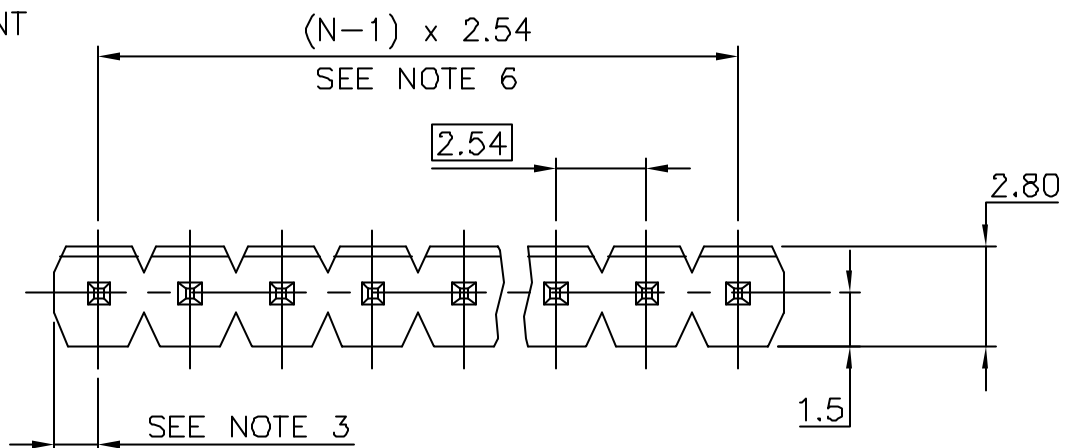 NT
(N-1) x 2.54
SEE NOTE 6
2.54
2.80
1.5
SEE NOTE 3